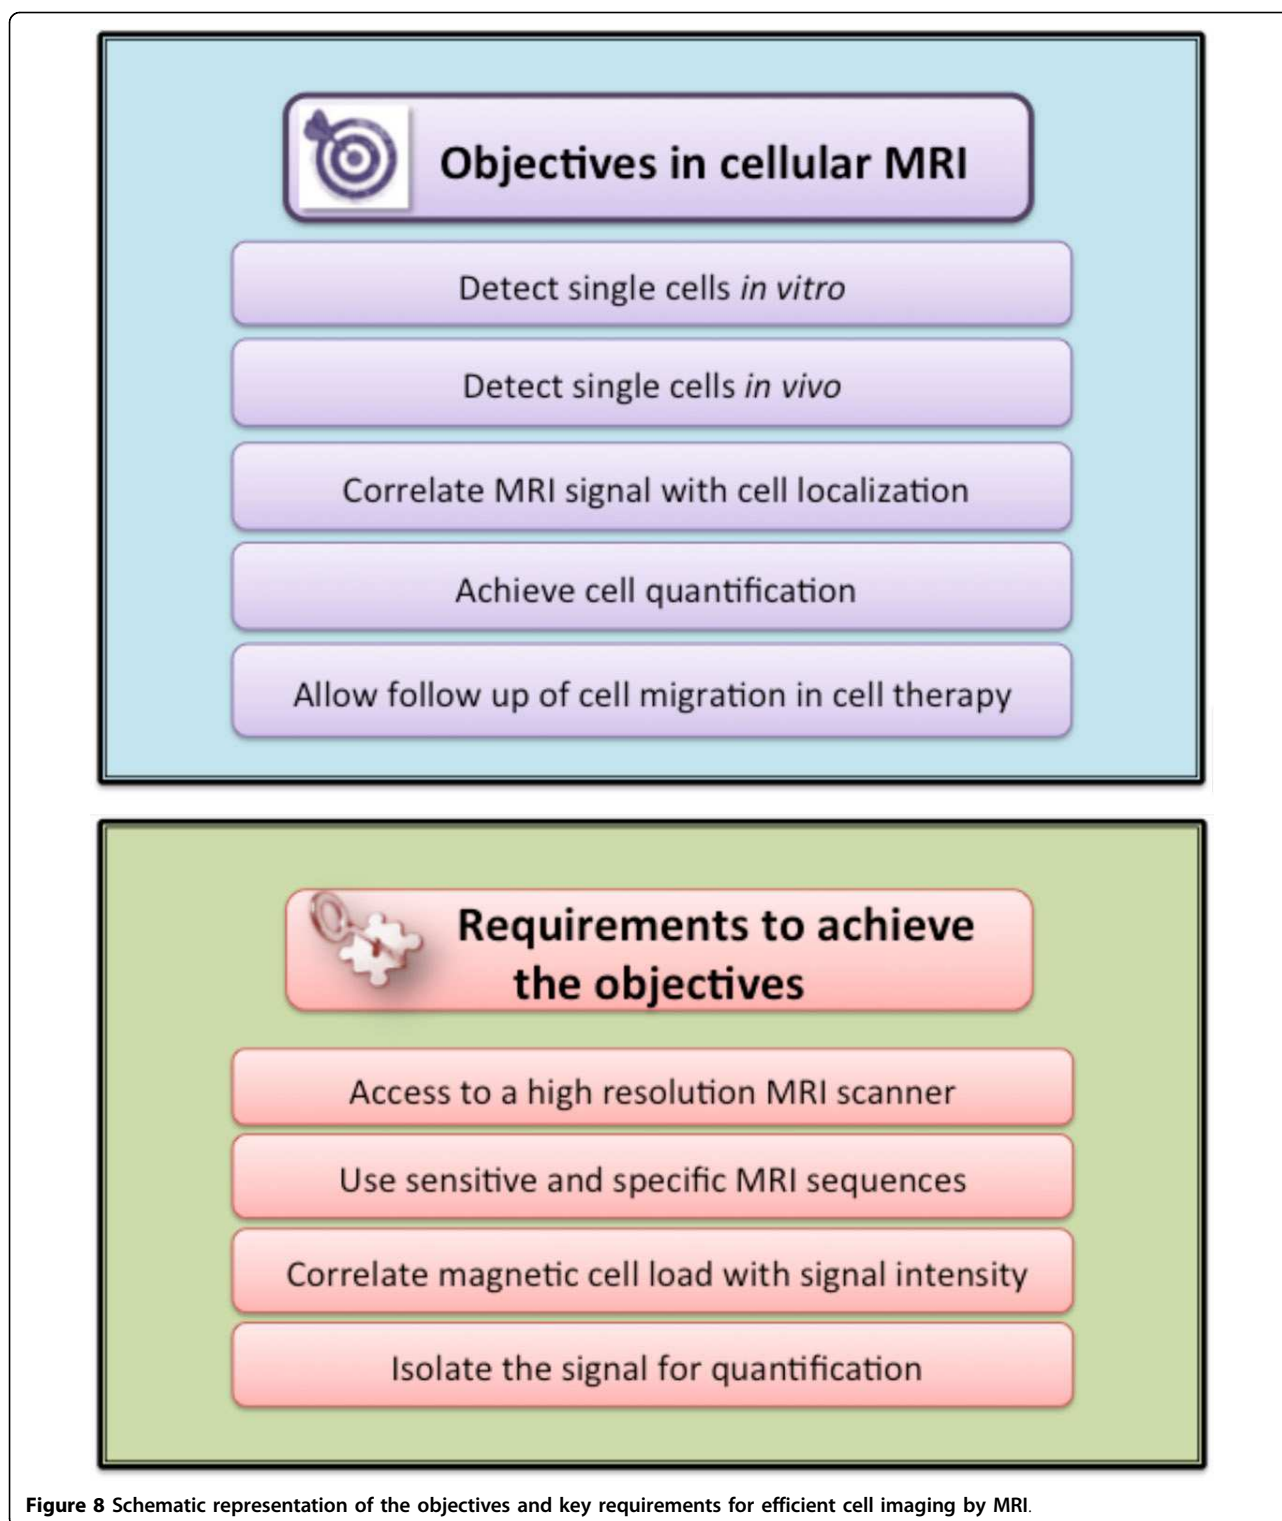 Objectives in cellular MRI
Detect single cells in vitro
Detect single cells in vivo
Correlate MRI signal with cell localization
Achieve cell quantification
Allow follow up of cell migration in cell therapy
Requirements to achieve
the objectives
Access to a high resolution MRI scanner
Use sensitive and specific MRI sequences
Correlate magnetic cell load with signal intensity
Isolate the signal for quantification
Figure 8 Schematic representation of the objectives and key requirements for efficient cell imaging by MRI.